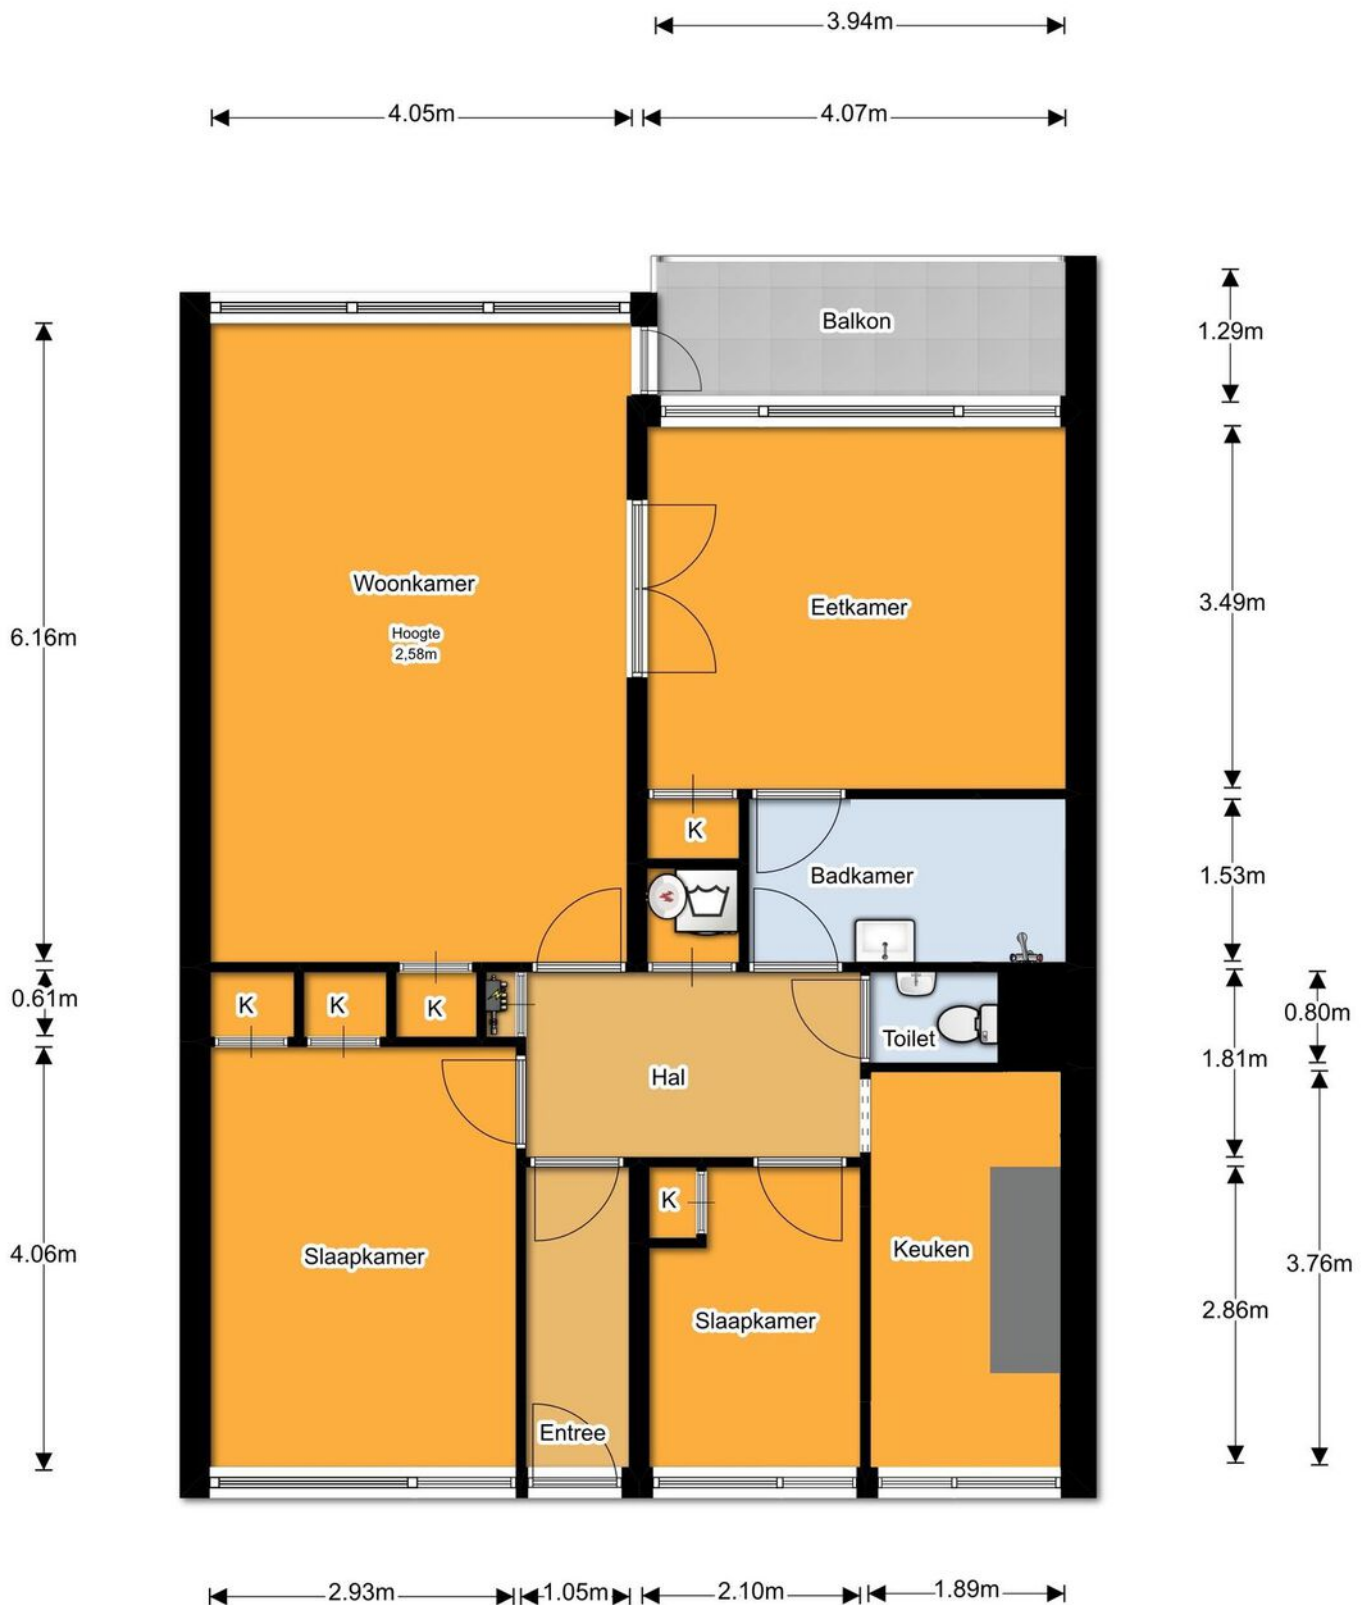 3.94m
4.05m
4.07m
Balkon
1.29m
Woonkamer
Hoogte
2,58m
Eetkamer
6.16m
3.49m
K
Badkamer
1.53m
K
K
K
0.61m
Toilet
0.80m
1.81m
Hal
K
Slaapkamer
Keuken
4.06m
3.76m
2.86m
Slaapkamer
Entree
2.93m
1.05m
2.10m
1.89m